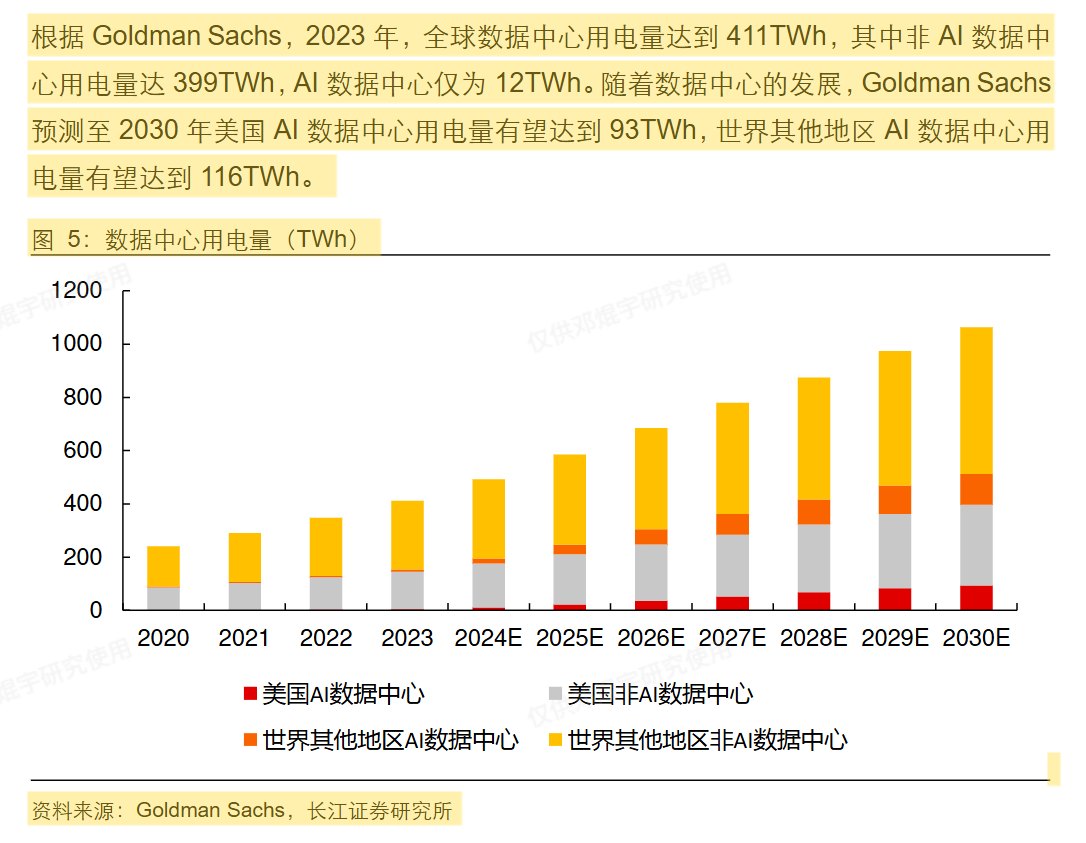 根据 Goldman Sachs，2023 年，全球数据中心用电量达到 411TWh，其中非 AI 数据中
心用电量达 399TWh，AI 数据中心仅为 12TWh。随着数据中心的发展，Goldman Sachs
预测至 2030 年美国 AI 数据中心用电量有望达到 93TWh，世界其他地区 AI 数据中心用
电量有望达到 116TWh。
图 5：数据中心用电量（TWh）
1200
1000
800
600
400
200
0
2020 2021 2022 2023 2024E 2025E 2026E 2027E 2028E 2029E 2030E
美国AI数据中心 美国非AI数据中心
世界其他地区AI数据中心 世界其他地区非AI数据中心
资料来源：Goldman Sachs，长江证券研究所
仅供邓焜宇研究使用